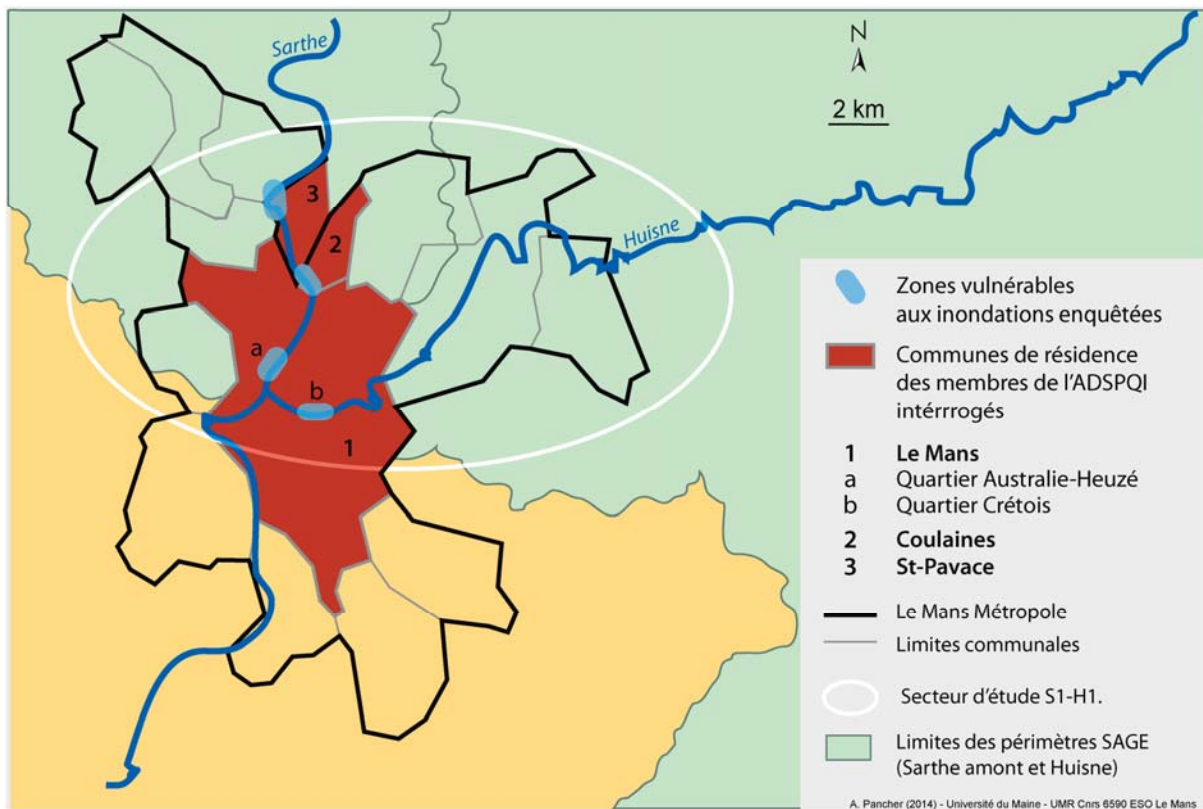 Sarthe
N
2 km
3
2
Huisne
a
b
1
Zones vulnérables
aux inondations enquêtées
Communes de résidence
des membres de l'ADSPQI
intérrrogés
1 Le Mans
a Quartier Australie-Heuzé
b Quartier Crétois
2 Coulaines
3 St-Pavace
Le Mans Métropole
Limites communales
Secteur d'étude S1-H1.
Limites des périmètres SAGE
(Sarthe amont et Huisne)
A. Pancher (2014) - Université du Maine - UMR Cnrs 6590 ESO Le Mans